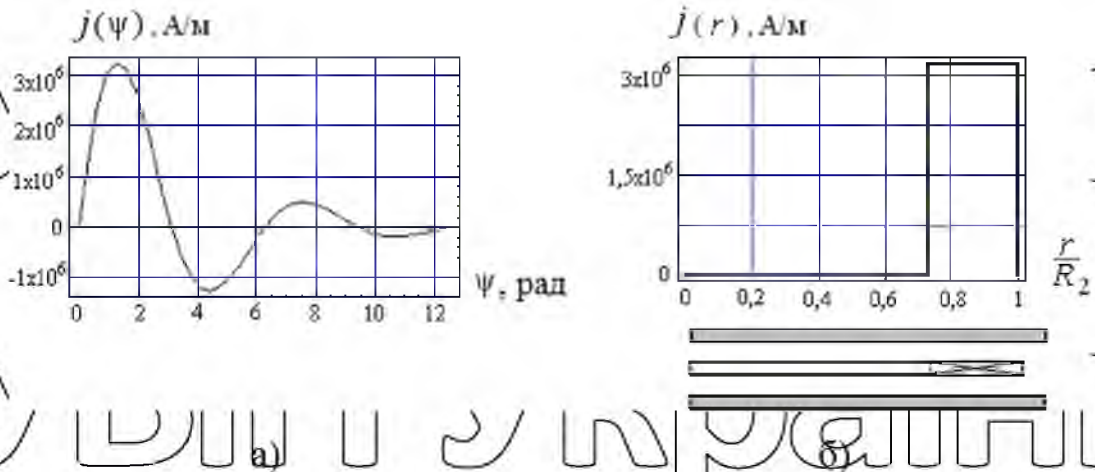 j(ψ), А/м
3x10⁶
2x10⁶
1x10⁶
0
-1x10⁶
0 2 4 6 8 10 12
ψ, рад
а)
j(r), А/м
3x10⁶
1,5x10⁶
0
0 0,2 0,4 0,6 0,8 1
r/R₂
б)